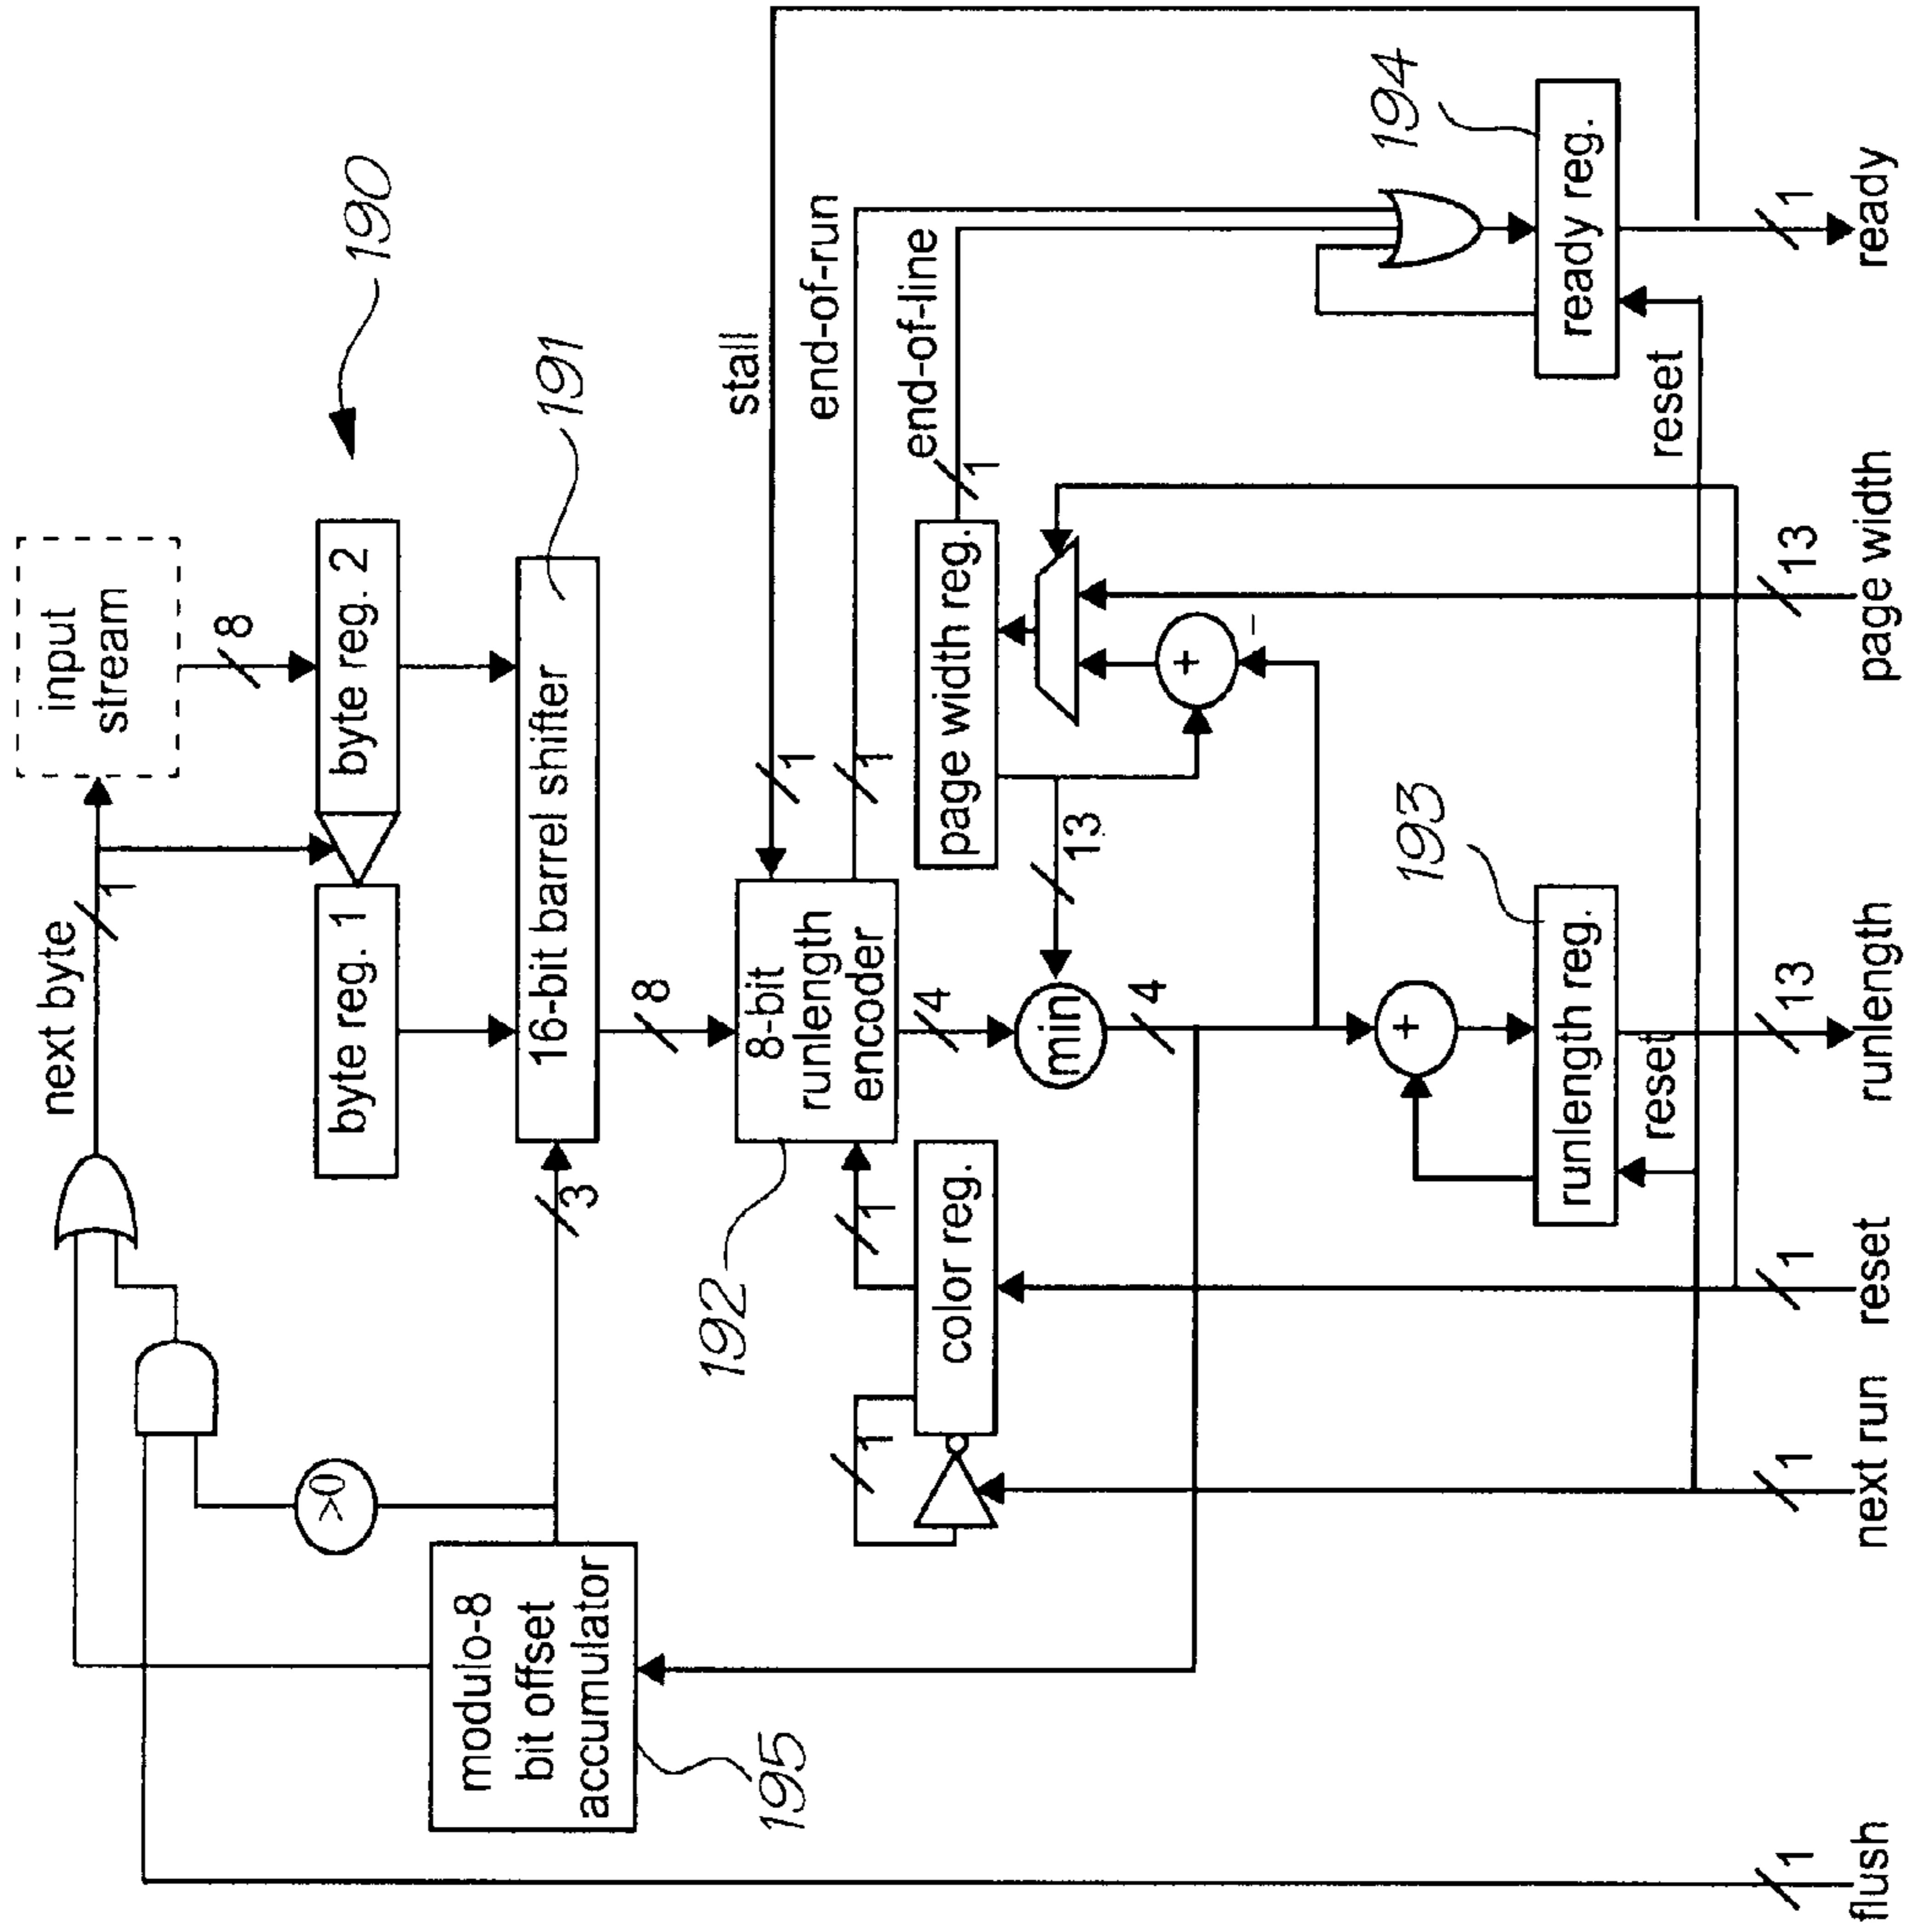 input
stream
190
next byte
1
8
byte reg. 1
byte reg. 2
16-bit barrel shifter
191
>0
3
8
stall
end-of-run
end-of-line
1
1
1
modulo-8
bit offset
accumulator
195
192
8-bit
runlength
encoder
1
1
color reg.
4
min
4
13
page width reg.
+
−
+
193
runlength reg.
reset
194
ready reg.
reset
1
flush
1
next run
1
reset
13
runlength
13
page width
1
ready